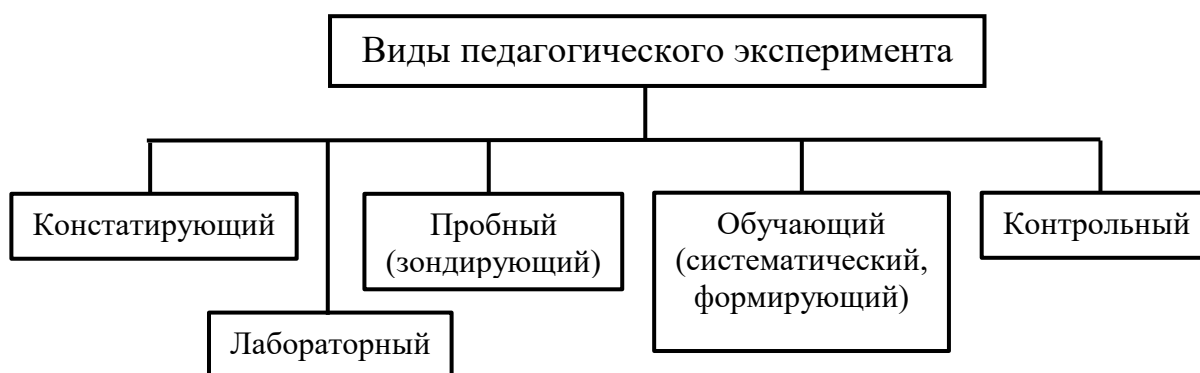 Виды педагогического эксперимента
Констатирующий
Пробный
(зондирующий)
Обучающий
(систематический,
формирующий)
Контрольный
Лабораторный